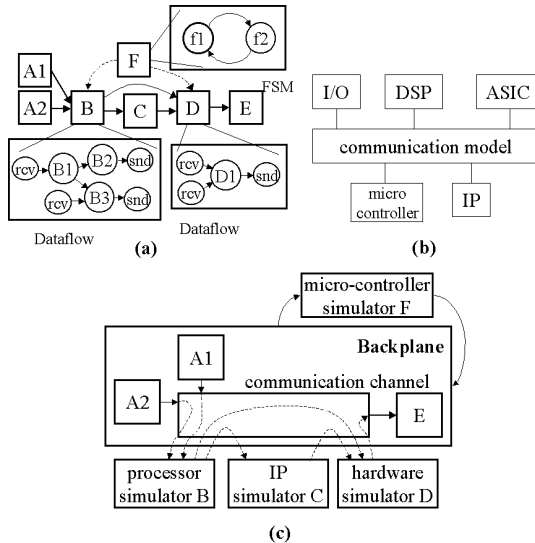 f1 f2
F
FSM
A1
A2
B
C
D
E
rcv
B1
B2
snd
rcv
B3
snd
rcv
rcv
D1
snd
Dataflow
(a)
Dataflow
I/O
DSP
ASIC
communication model
micro
controller
IP
(b)
micro-controller
simulator F
Backplane
A1
communication channel
A2
E
processor
simulator B
IP
simulator C
hardware
simulator D
(c)